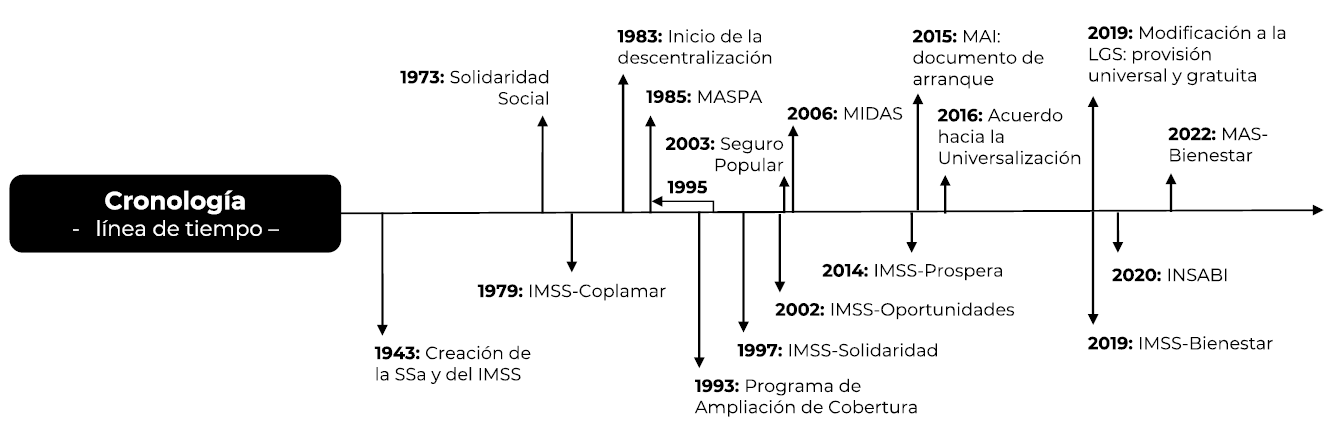 Cronología
- línea de tiempo –
1943: Creación de
la SSa y del IMSS
1973: Solidaridad
Social
1979: IMSS-Coplamar
1983: Inicio de la
descentralización
1985: MASPA
1993: Programa de
Ampliación de Cobertura
1995
1997: IMSS-Solidaridad
2002: IMSS-Oportunidades
2003: Seguro
Popular
2006: MIDAS
2014: IMSS-Prospera
2015: MAI:
documento de
arranque
2016: Acuerdo
hacia la
Universalización
2019: Modificación a la
LGS: provisión
universal y gratuita
2019: IMSS-Bienestar
2020: INSABI
2022: MAS-
Bienestar